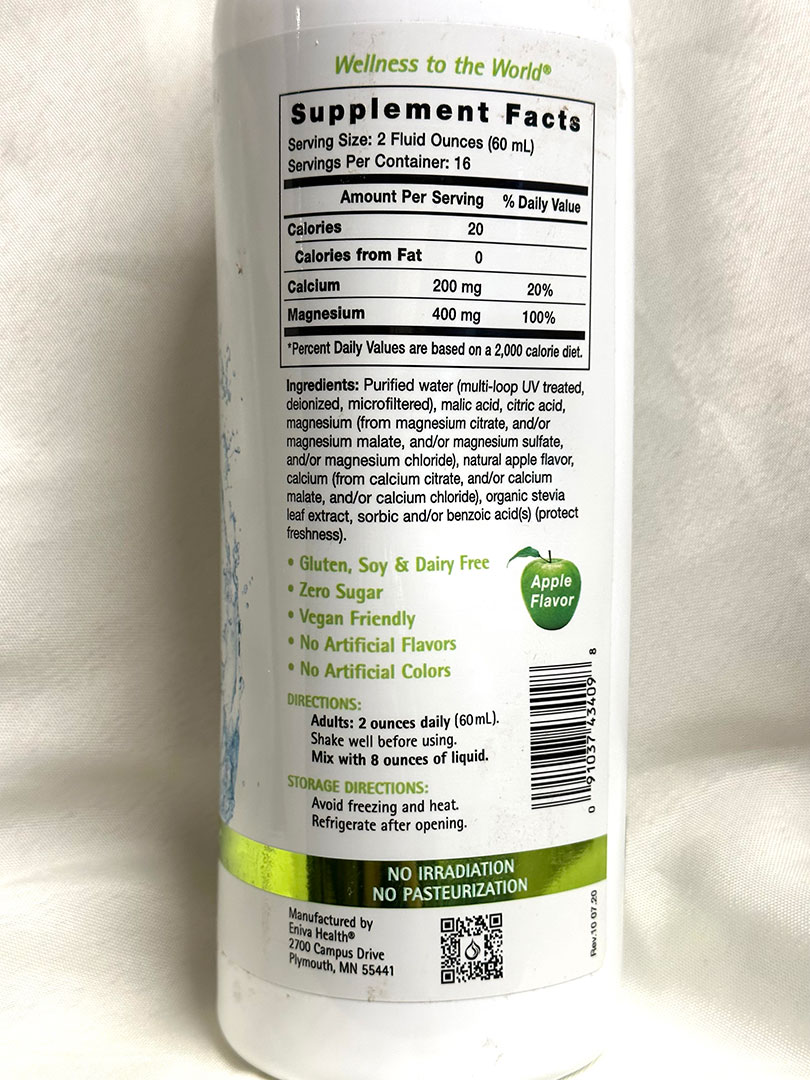 Wellness to the World®
Supplement Facts
Serving Size: 2 Fluid Ounces (60 mL)
Servings Per Container: 16
Amount Per Serving % Daily Value
Calories 20
Calories from Fat 0
Calcium 200 mg 20%
Magnesium 400 mg 100%
*Percent Daily Values are based on a 2,000 calorie diet.
Ingredients: Purified water (multi-loop UV treated,
deionized, microfiltered), malic acid, citric acid,
magnesium (from magnesium citrate, and/or
magnesium malate, and/or magnesium sulfate,
and/or magnesium chloride), natural apple flavor,
calcium (from calcium citrate, and/or calcium
malate, and/or calcium chloride), organic stevia
leaf extract, sorbic and/or benzoic acid(s) (protect
freshness).
• Gluten, Soy & Dairy Free
• Zero Sugar
• Vegan Friendly
• No Artificial Flavors
• No Artificial Colors
Apple
Flavor
DIRECTIONS:
Adults: 2 ounces daily (60mL).
Shake well before using.
Mix with 8 ounces of liquid.
STORAGE DIRECTIONS:
Avoid freezing and heat.
Refrigerate after opening.
0 91037 43409 8
NO IRRADIATION
NO PASTEURIZATION
Manufactured by
Eniva Health®
2700 Campus Drive
Plymouth, MN 55441
Rev.10.07.20